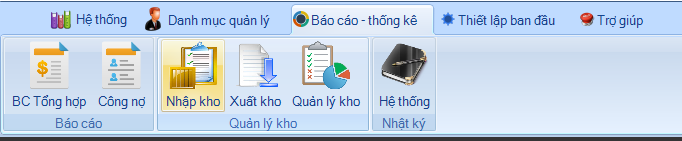 Hệ thống Danh mục quản lý Báo cáo - thống kê Thiết lập ban đầu Trợ giúp
BC Tổng hợp Công nợ Nhập kho Xuất kho Quản lý kho Hệ thống
Báo cáo Quản lý kho Nhật ký